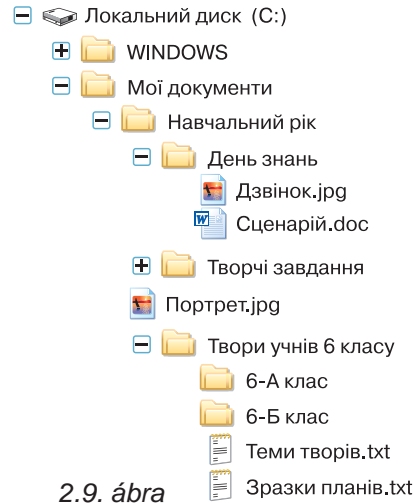 Локальний диск (C:)
WINDOWS
Мої документи
Навчальний рік
День знань
Дзвінок.jpg
Сценарій.doc
Творчі завдання
Портрет.jpg
Твори учнів 6 класу
6-А клас
6-Б клас
Теми творів.txt
Зразки планів.txt
2.9. ábra